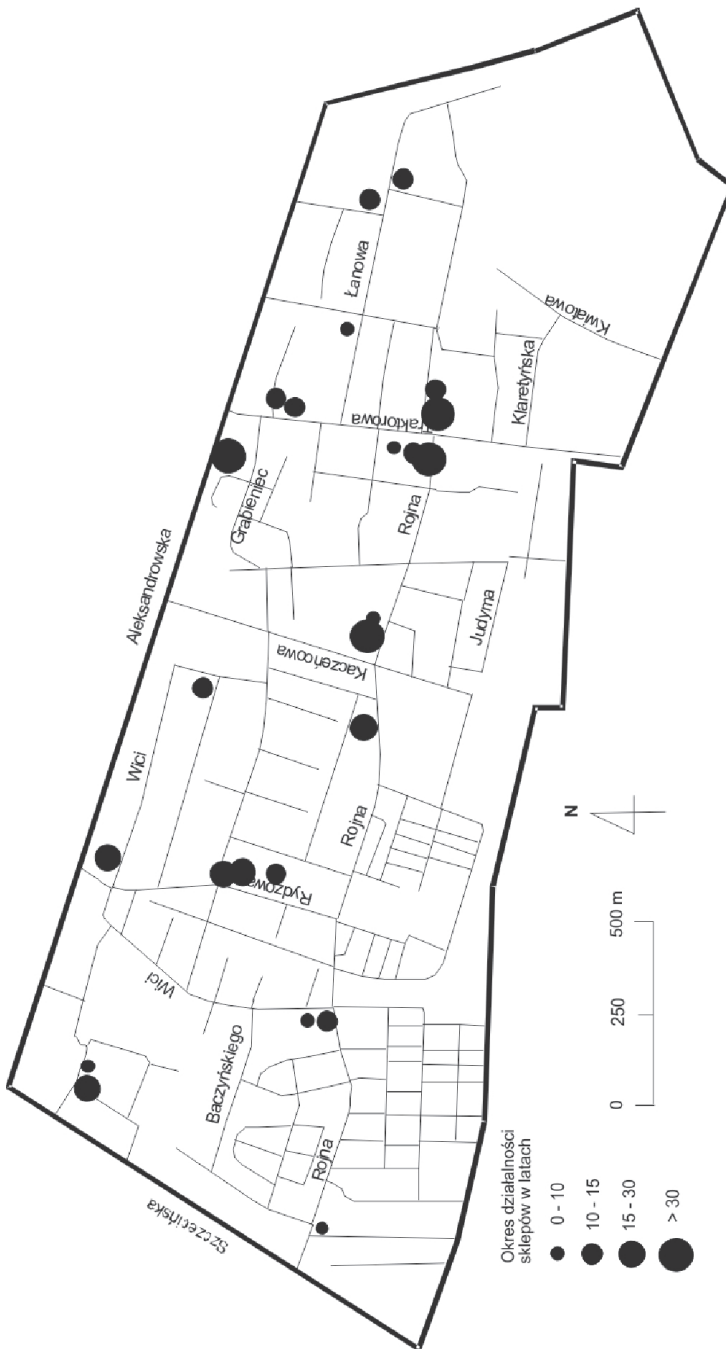 Aleksandrowska
Szczecińska
Wici
Wici
Baczyńskiego
Rojna
Rydzowa
Rojna
Kaczeńcowa
Grabieniec
Rojna
Judyma
Traktorowa
Łanowa
Klaretyńska
Kwiatowa
Okres działalności
sklepów w latach
0 - 10
10 - 15
15 - 30
> 30
0 250 500 m
N